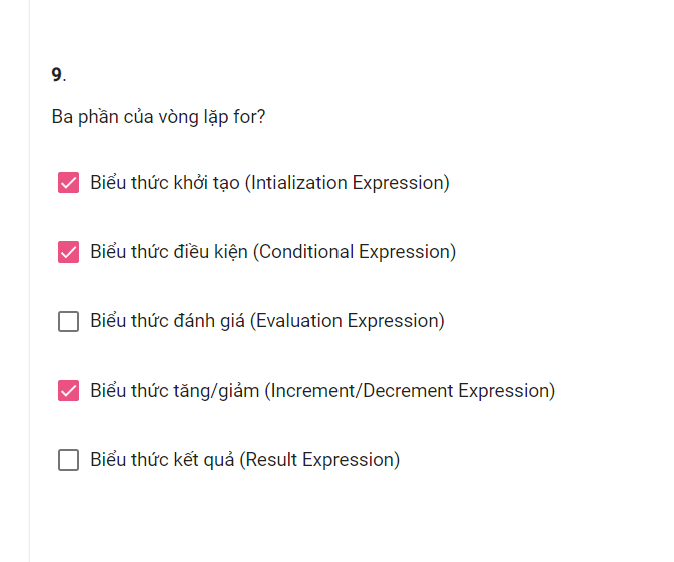 9.
Ba phần của vòng lặp for?
Biểu thức khởi tạo (Intialization Expression)
Biểu thức điều kiện (Conditional Expression)
Biểu thức đánh giá (Evaluation Expression)
Biểu thức tăng/giảm (Increment/Decrement Expression)
Biểu thức kết quả (Result Expression)